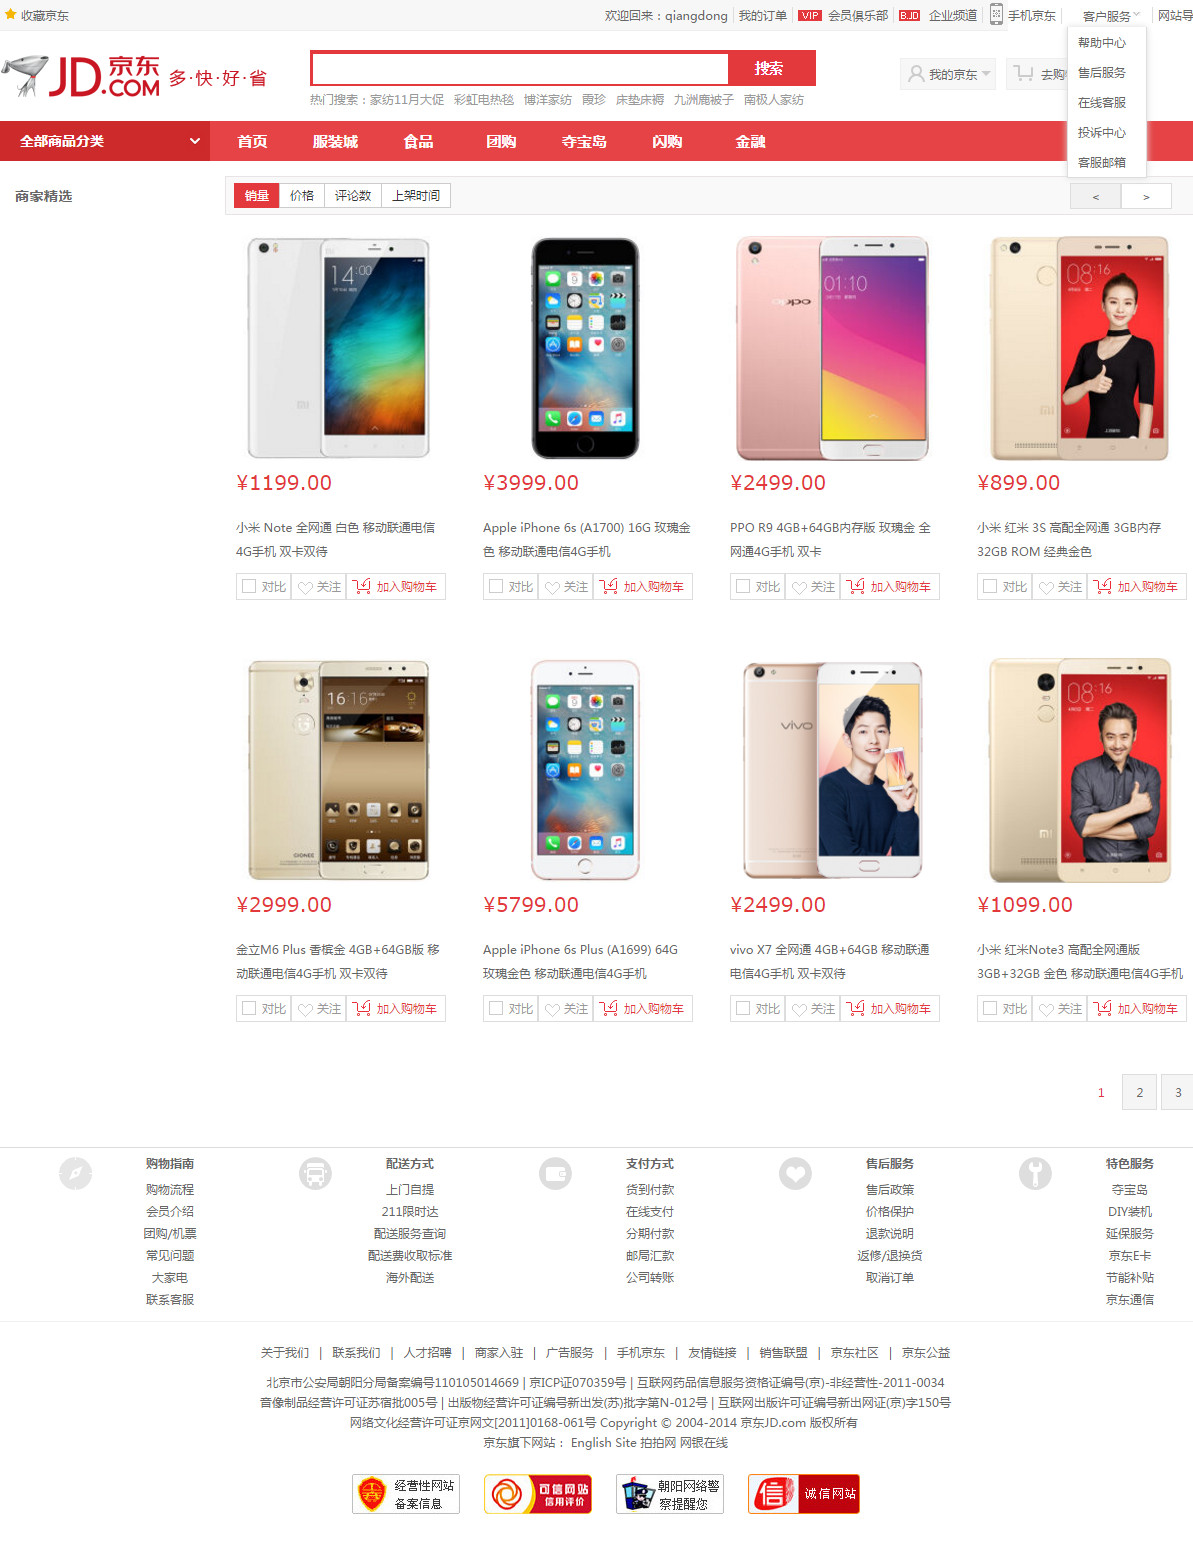 收藏京东
欢迎回来：qiangdong 我的订单 VIP 会员俱乐部 B.JD 企业频道 手机京东 客户服务 网站导
帮助中心
售后服务
在线客服
投诉中心
客服邮箱
JD.COM 京东 多·快·好·省
搜索
我的京东
去购
热门搜索：家纺11月大促 彩虹电热毯 博洋家纺 霞珍 床垫床褥 九洲鹿被子 南极人家纺
全部商品分类 首页 服装城 食品 团购 夺宝岛 闪购 金融
商家精选
销量 价格 评论数 上架时间 < >
¥1199.00
小米 Note 全网通 白色 移动联通电信
4G手机 双卡双待
对比 关注 加入购物车
¥3999.00
Apple iPhone 6s (A1700) 16G 玫瑰金
色 移动联通电信4G手机
对比 关注 加入购物车
oppo
01:10
¥2499.00
PPO R9 4GB+64GB内存版 玫瑰金 全
网通4G手机 双卡
对比 关注 加入购物车
08:16
¥899.00
小米 红米 3S 高配全网通 3GB内存
32GB ROM 经典金色
对比 关注 加入购物车
14:00
16:16
GIONEE
¥2999.00
金立M6 Plus 香槟金 4GB+64GB版 移
动联通电信4G手机 双卡双待
对比 关注 加入购物车
¥5799.00
Apple iPhone 6s Plus (A1699) 64G
玫瑰金色 移动联通电信4G手机
对比 关注 加入购物车
vivo
¥2499.00
vivo X7 全网通 4GB+64GB 移动联通
电信4G手机 双卡双待
对比 关注 加入购物车
08:16
¥1099.00
小米 红米Note3 高配全网通版
3GB+32GB 金色 移动联通电信4G手机
对比 关注 加入购物车
1 2 3
购物指南
购物流程
会员介绍
团购/机票
常见问题
大家电
联系客服
配送方式
上门自提
211限时达
配送服务查询
配送费收取标准
海外配送
支付方式
货到付款
在线支付
分期付款
邮局汇款
公司转账
售后服务
售后政策
价格保护
退款说明
返修/退换货
取消订单
特色服务
夺宝岛
DIY装机
延保服务
京东E卡
节能补贴
京东通信
关于我们 | 联系我们 | 人才招聘 | 商家入驻 | 广告服务 | 手机京东 | 友情链接 | 销售联盟 | 京东社区 | 京东公益
北京市公安局朝阳分局备案编号110105014669 | 京ICP证070359号 | 互联网药品信息服务资格证编号(京)-非经营性-2011-0034
音像制品经营许可证苏宿批005号 | 出版物经营许可证编号新出发(苏)批字第N-012号 | 互联网出版许可证编号新出网证(京)字150号
网络文化经营许可证京网文[2011]0168-061号 Copyright © 2004-2014 京东JD.com 版权所有
京东旗下网站： English Site 拍拍网 网银在线
经营性网站
备案信息
可信网站
信用评价
朝阳网络警
察提醒您
信 诚信网站